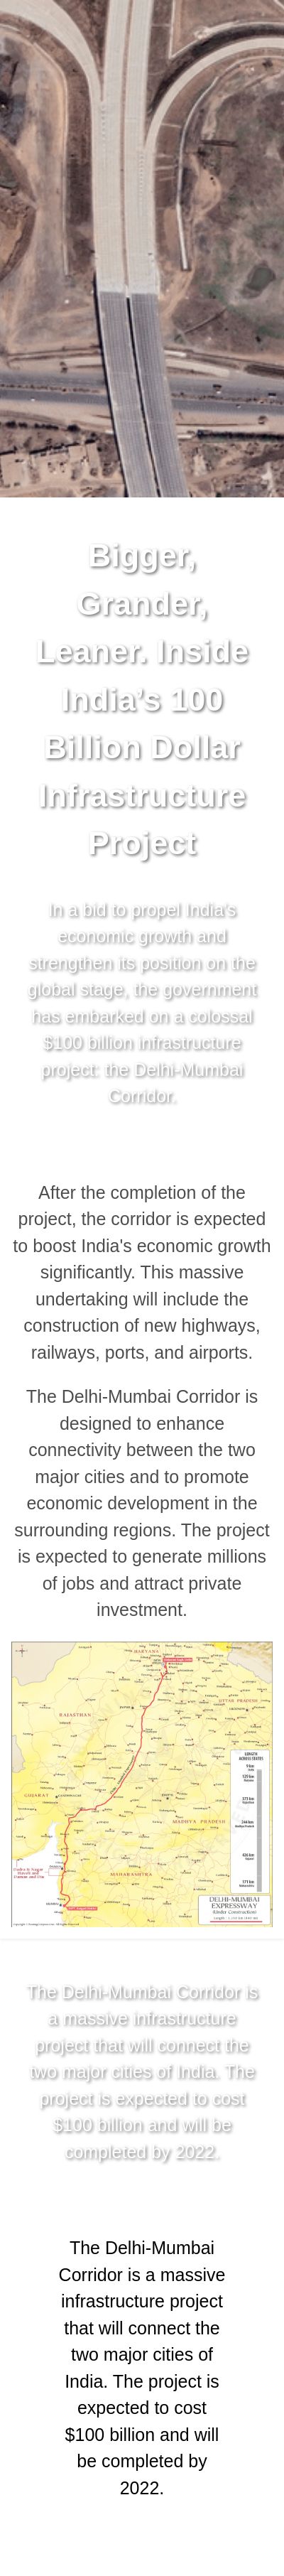 Bigger,
Grander,
Leaner. Inside
India's 100
Billion Dollar
Infrastructure
Project
In a bid to propel India's
economic growth and
strengthen its position on the
global stage, the government
has embarked on a colossal
$100 billion infrastructure
project: the Delhi-Mumbai
Corridor.
After the completion of the
project, the corridor is expected
to boost India's economic growth
significantly. This massive
undertaking will include the
construction of new highways,
railways, ports, and airports.
The Delhi-Mumbai Corridor is
designed to enhance
connectivity between the two
major cities and to promote
economic development in the
surrounding regions. The project
is expected to generate millions
of jobs and attract private
investment.
HARYANA
UTTAR PRADESH
RAJASTHAN
GUJARAT
MADHYA PRADESH
MAHARASHTRA
DELHI-MUMBAI
EXPRESSWAY
(Under Construction)
The Delhi-Mumbai Corridor is
a massive infrastructure
project that will connect the
two major cities of India. The
project is expected to cost
$100 billion and will be
completed by 2022.
The Delhi-Mumbai
Corridor is a massive
infrastructure project
that will connect the
two major cities of
India. The project is
expected to cost
$100 billion and will
be completed by
2022.